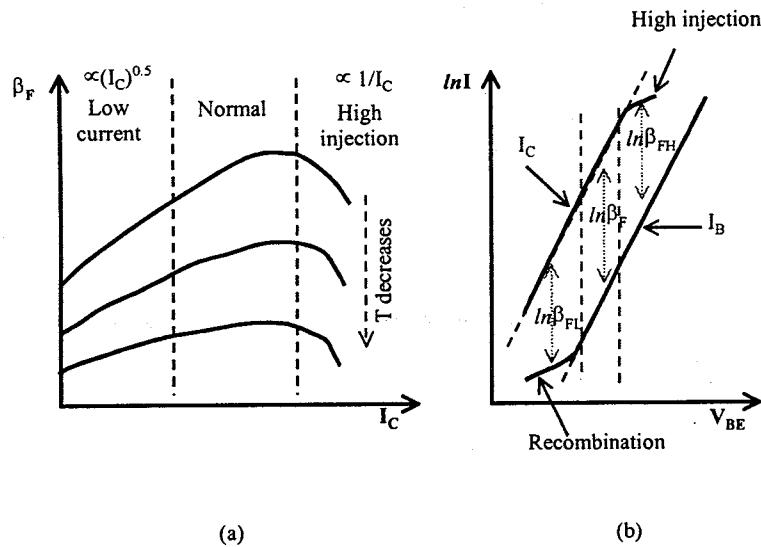 β_F
∝(I_C)^0.5
Low
current
Normal
∝ 1/I_C
High
injection
T decreases
I_C
(a)
High injection
lnI
I_C
lnβ_FH
lnβ_F
I_B
lnβ_FL
V_BE
Recombination
(b)